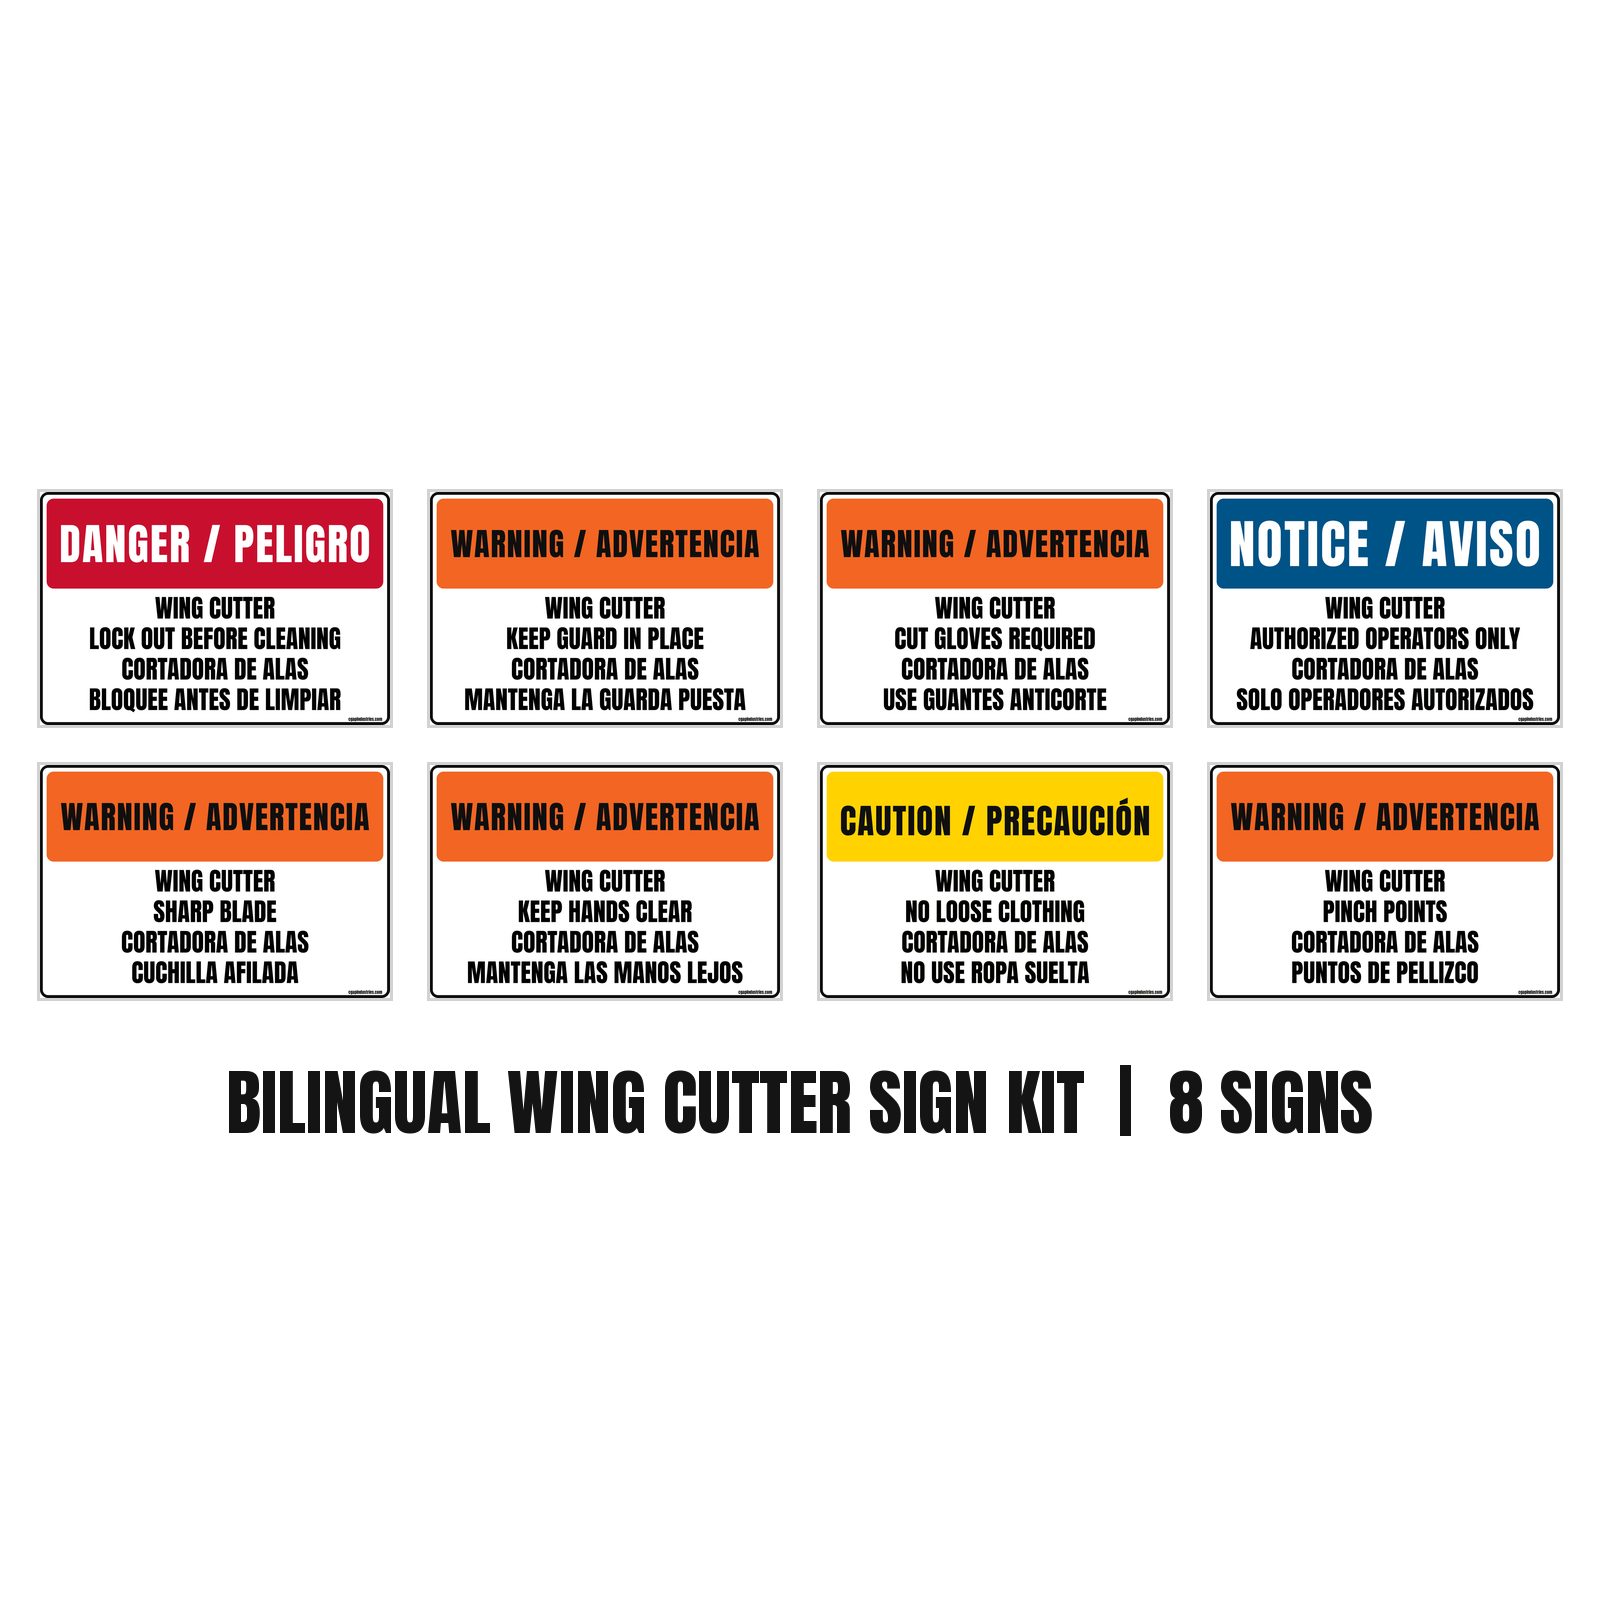 DANGER / PELIGRO
WING CUTTER
LOCK OUT BEFORE CLEANING
CORTADORA DE ALAS
BLOQUEE ANTES DE LIMPIAR
cgaphindustries.com
WARNING / ADVERTENCIA
WING CUTTER
KEEP GUARD IN PLACE
CORTADORA DE ALAS
MANTENGA LA GUARDA PUESTA
WARNING / ADVERTENCIA
WING CUTTER
CUT GLOVES REQUIRED
CORTADORA DE ALAS
USE GUANTES ANTICORTE
NOTICE / AVISO
WING CUTTER
AUTHORIZED OPERATORS ONLY
CORTADORA DE ALAS
SOLO OPERADORES AUTORIZADOS
WARNING / ADVERTENCIA
WING CUTTER
SHARP BLADE
CORTADORA DE ALAS
CUCHILLA AFILADA
WARNING / ADVERTENCIA
WING CUTTER
KEEP HANDS CLEAR
CORTADORA DE ALAS
MANTENGA LAS MANOS LEJOS
CAUTION / PRECAUCIÓN
WING CUTTER
NO LOOSE CLOTHING
CORTADORA DE ALAS
NO USE ROPA SUELTA
WARNING / ADVERTENCIA
WING CUTTER
PINCH POINTS
CORTADORA DE ALAS
PUNTOS DE PELLIZCO
BILINGUAL WING CUTTER SIGN KIT | 8 SIGNS